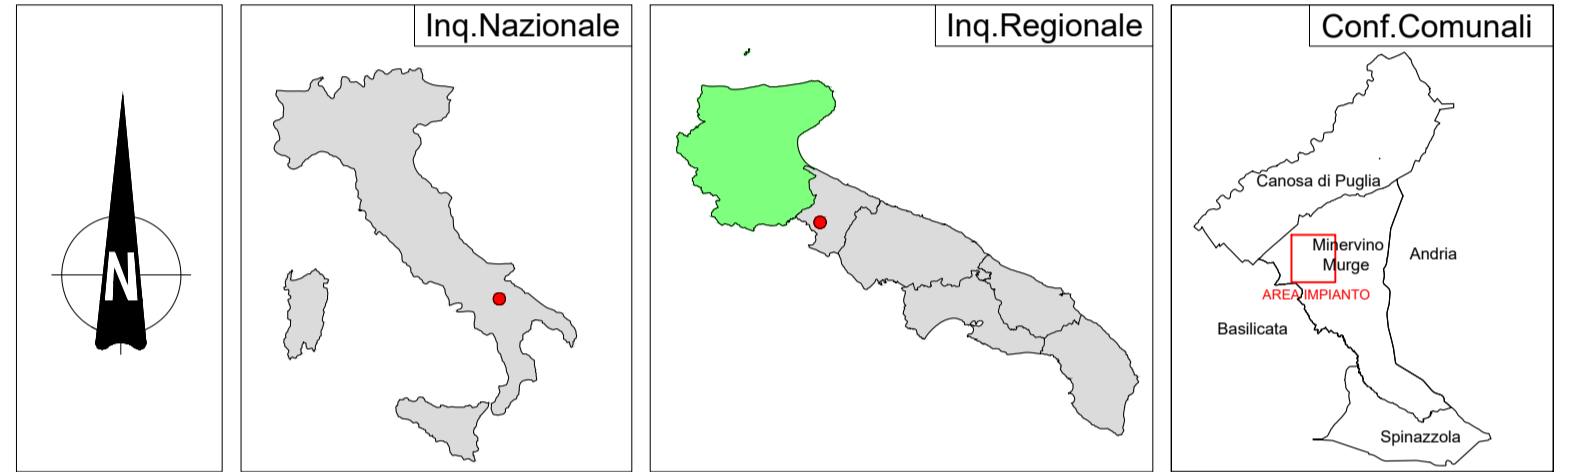 N
Inq.Nazionale
Inq.Regionale
Conf.Comunali
Canosa di Puglia
Minervino
Murge
Andria
AREA IMPIANTO
Basilicata
Spinazzola